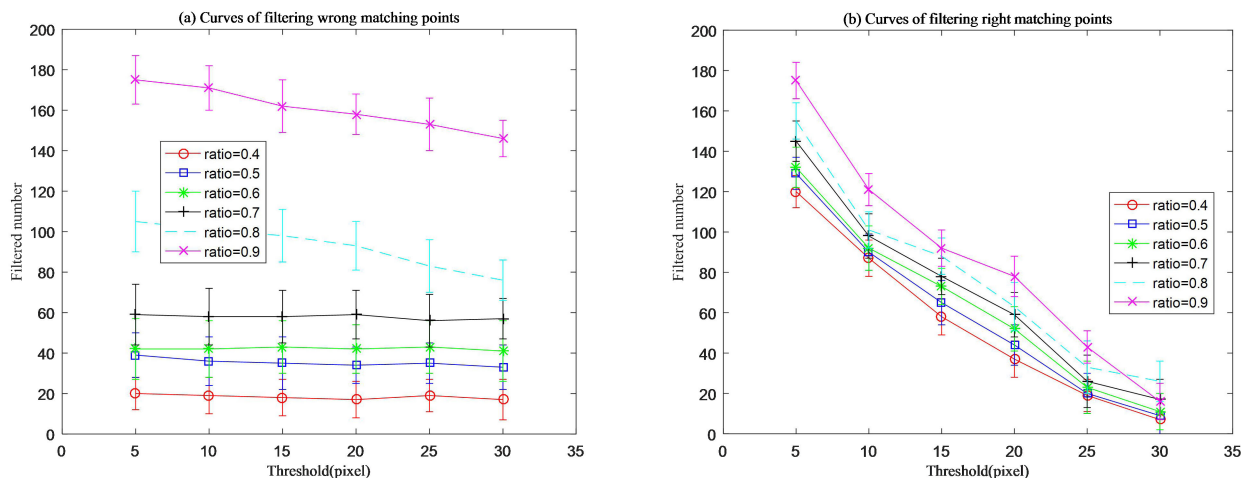 (a) Curves of filtering wrong matching points
Filtered number
200
180
160
140
120
100
80
60
40
20
0
ratio=0.4
ratio=0.5
ratio=0.6
ratio=0.7
ratio=0.8
ratio=0.9
0 5 10 15 20 25 30 35
Threshold(pixel)
(b) Curves of filtering right matching points
Filtered number
200
180
160
140
120
100
80
60
40
20
0
ratio=0.4
ratio=0.5
ratio=0.6
ratio=0.7
ratio=0.8
ratio=0.9
0 5 10 15 20 25 30 35
Threshold(pixel)